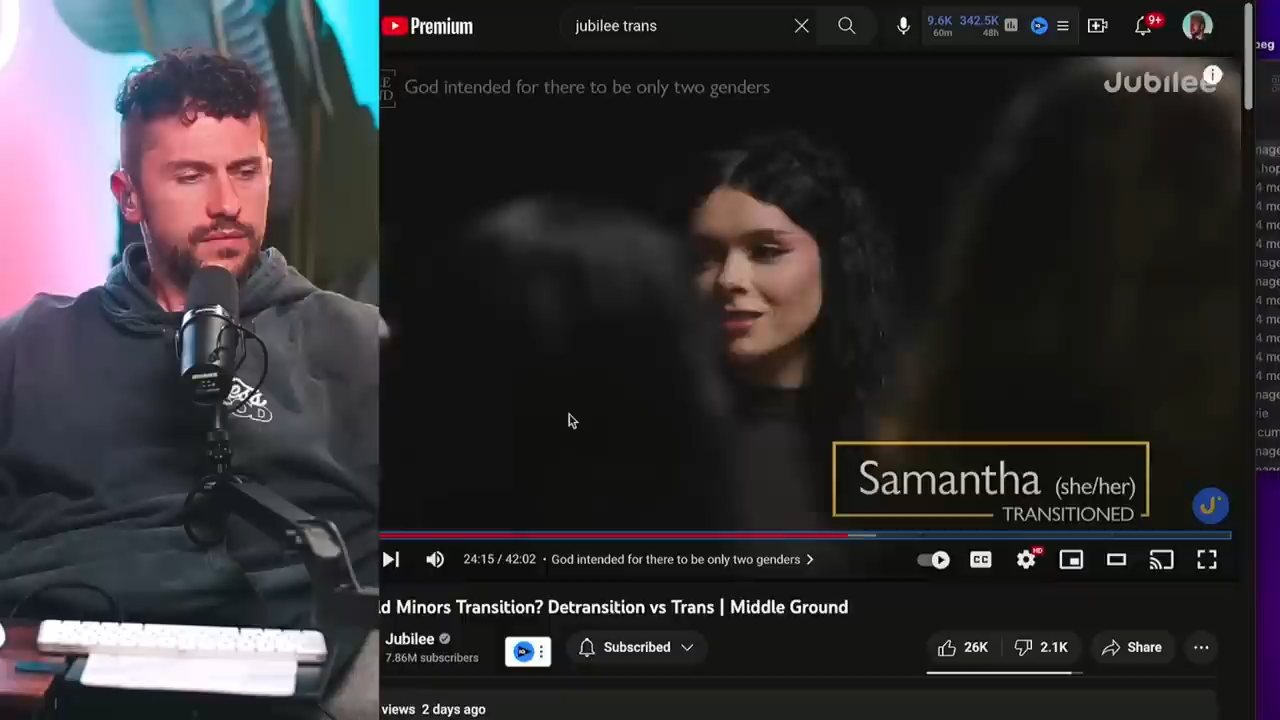 Premium
jubilee trans
9.6K 342.5K
60m 48h
9+
God intended for there to be only two genders
Jubilee
Samantha (she/her)
TRANSITIONED
24:15 / 42:02 · God intended for there to be only two genders
CC
HD
d Minors Transition? Detransition vs Trans | Middle Ground
Jubilee
7.86M subscribers
Subscribed
26K
2.1K
Share
views 2 days ago